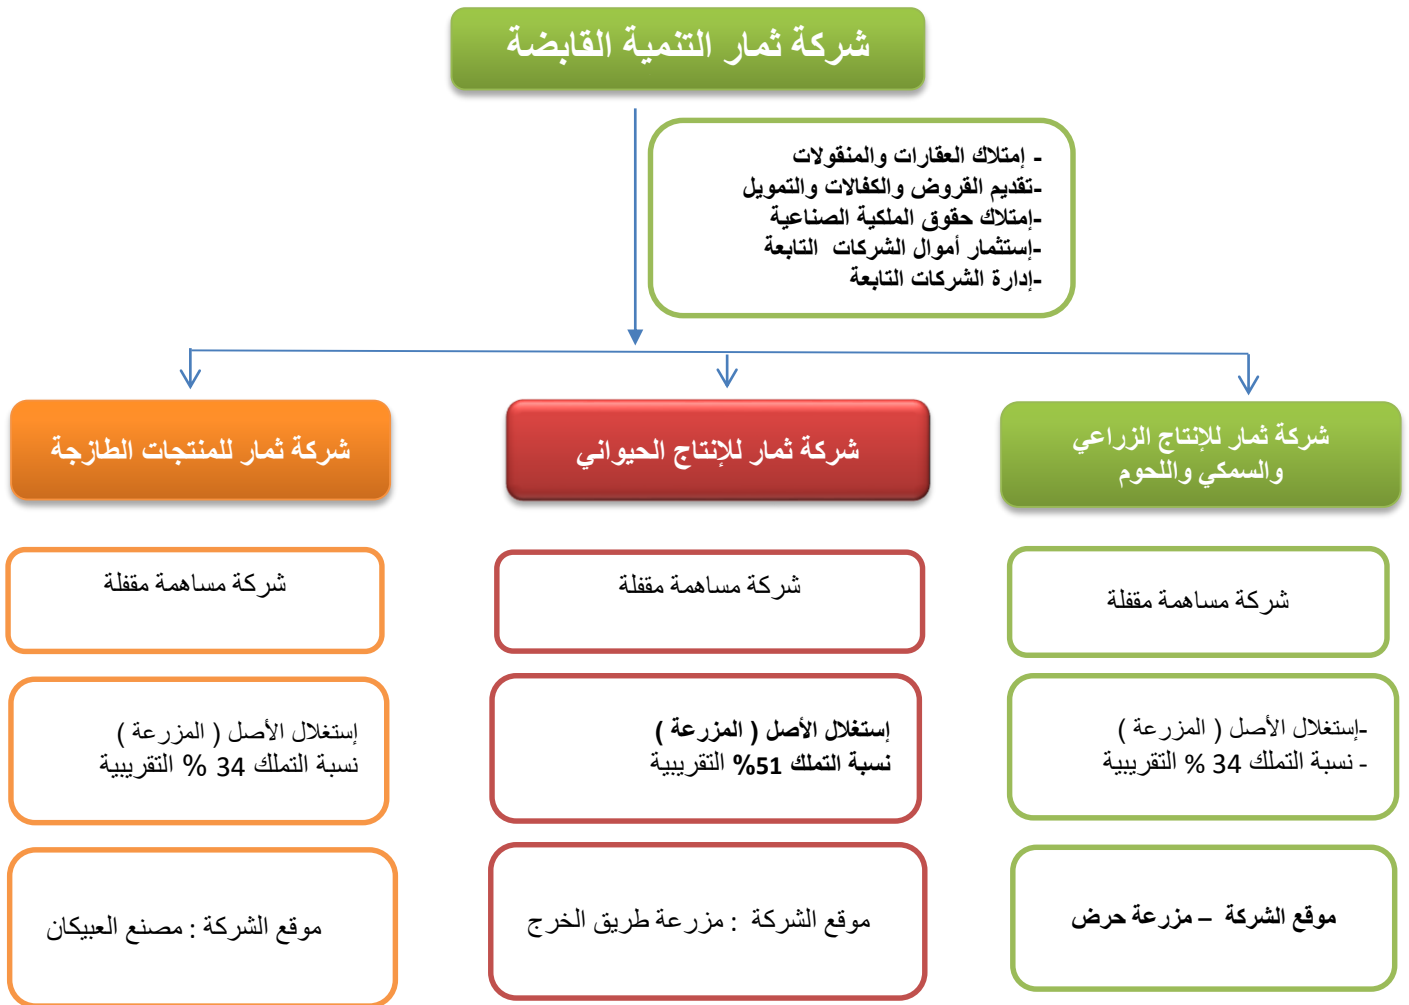 شركة ثمار التنمية القابضة
- إمتلاك العقارات والمنقولات
-تقديم القروض والكفالات والتمويل
-إمتلاك حقوق الملكية الصناعية
-إستثمار أموال الشركات التابعة
-إدارة الشركات التابعة
شركة ثمار للإنتاج الزراعي
والسمكي واللحوم
شركة ثمار للإنتاج الحيواني
شركة ثمار للمنتجات الطازجة
شركة مساهمة مقفلة
شركة مساهمة مقفلة
شركة مساهمة مقفلة
-إستغلال الأصل ( المزرعة )
- نسبة التملك 34 % التقريبية
إستغلال الأصل ( المزرعة )
نسبة التملك 51% التقريبية
إستغلال الأصل ( المزرعة )
نسبة التملك 34 % التقريبية
موقع الشركة – مزرعة حرض
موقع الشركة : مزرعة طريق الخرج
موقع الشركة : مصنع العبيكان